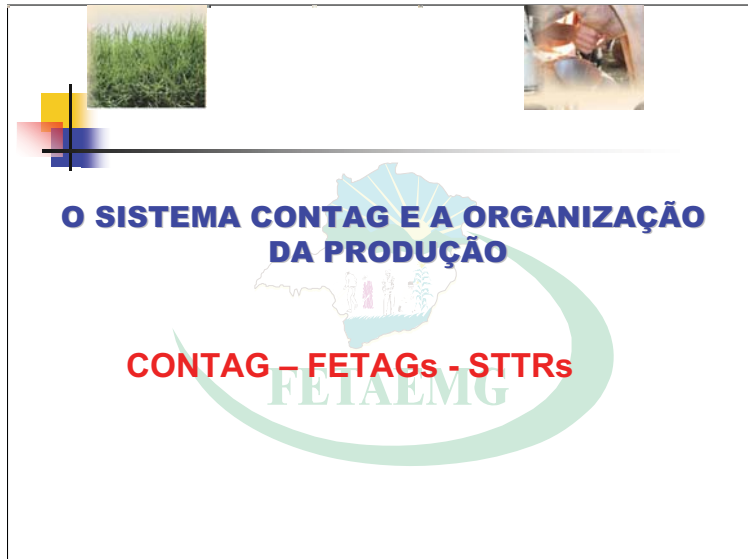 O SISTEMA CONTAG E A ORGANIZAÇÃO
DA PRODUÇÃO
CONTAG – FETAGs - STTRs
FETAEMG